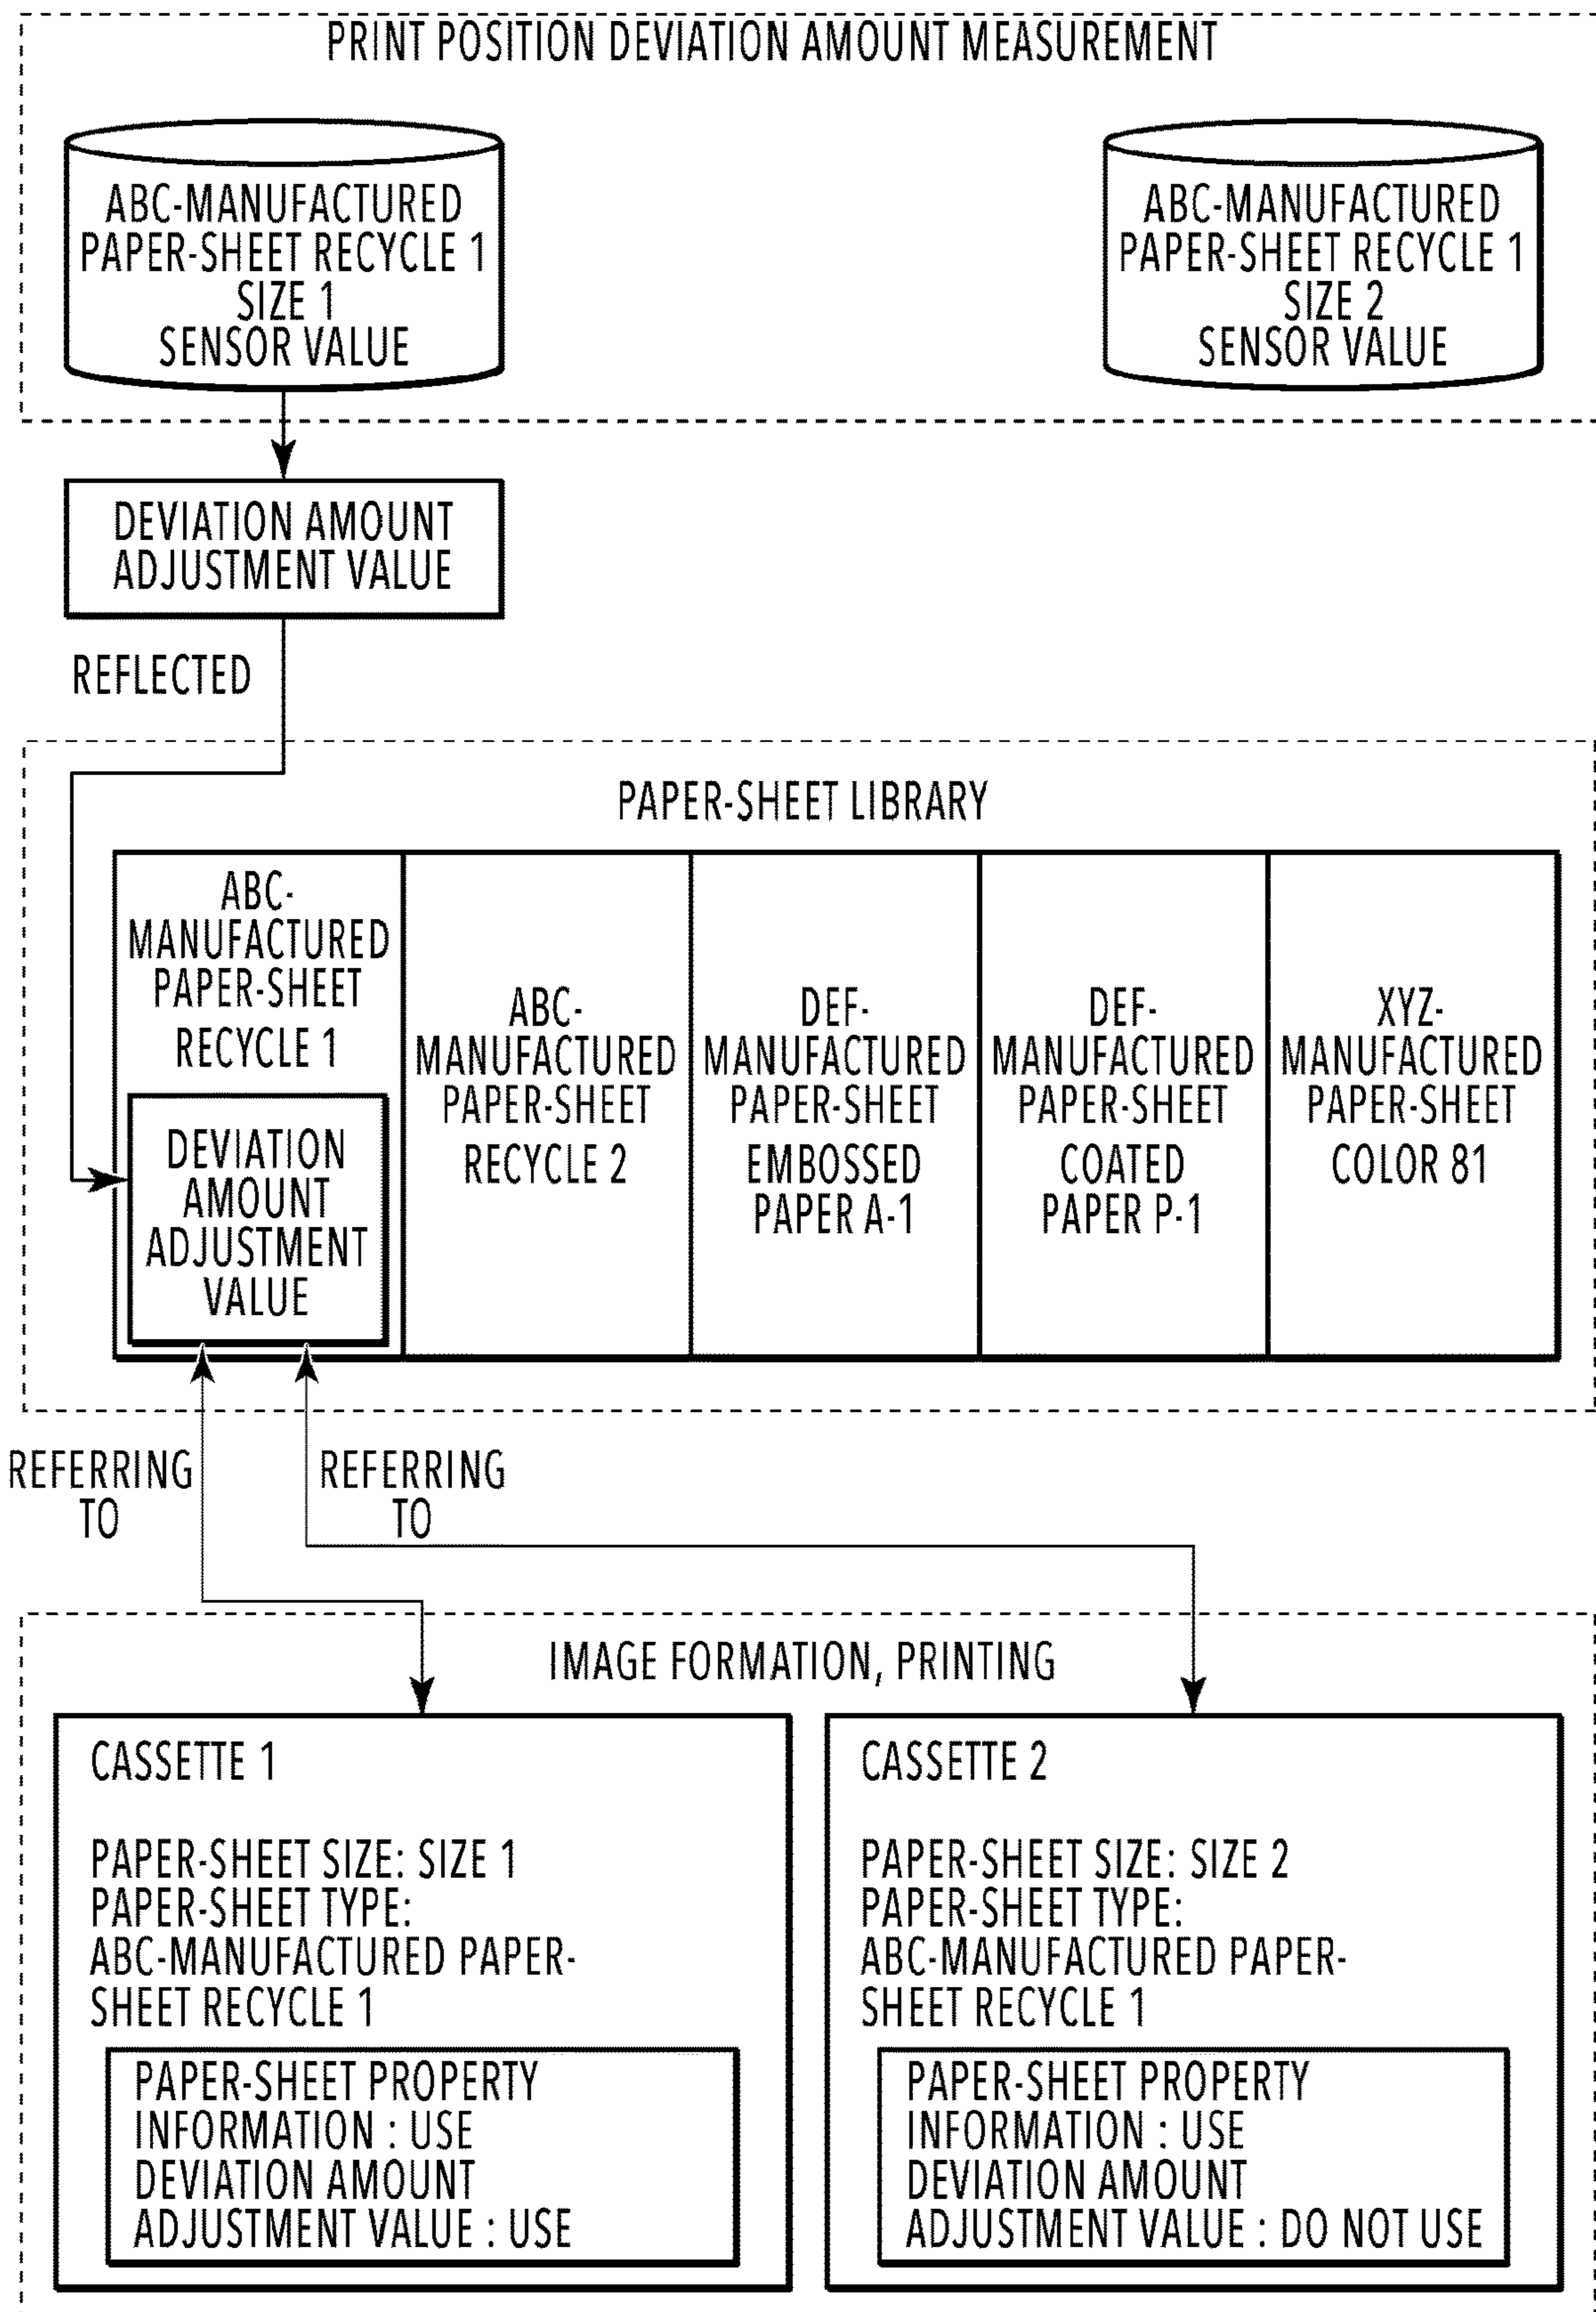 PRINT POSITION DEVIATION AMOUNT MEASUREMENT
ABC-MANUFACTURED
PAPER-SHEET RECYCLE 1
SIZE 1
SENSOR VALUE
ABC-MANUFACTURED
PAPER-SHEET RECYCLE 1
SIZE 2
SENSOR VALUE
DEVIATION AMOUNT
ADJUSTMENT VALUE
REFLECTED
PAPER-SHEET LIBRARY
ABC-
MANUFACTURED
PAPER-SHEET
RECYCLE 1
DEVIATION
AMOUNT
ADJUSTMENT
VALUE
ABC-
MANUFACTURED
PAPER-SHEET
RECYCLE 2
DEF-
MANUFACTURED
PAPER-SHEET
EMBOSSED
PAPER A-1
DEF-
MANUFACTURED
PAPER-SHEET
COATED
PAPER P-1
XYZ-
MANUFACTURED
PAPER-SHEET
COLOR 81
REFERRING
TO
REFERRING
TO
IMAGE FORMATION, PRINTING
CASSETTE 1
PAPER-SHEET SIZE: SIZE 1
PAPER-SHEET TYPE:
ABC-MANUFACTURED PAPER-
SHEET RECYCLE 1
PAPER-SHEET PROPERTY
INFORMATION : USE
DEVIATION AMOUNT
ADJUSTMENT VALUE : USE
CASSETTE 2
PAPER-SHEET SIZE: SIZE 2
PAPER-SHEET TYPE:
ABC-MANUFACTURED PAPER-
SHEET RECYCLE 1
PAPER-SHEET PROPERTY
INFORMATION : USE
DEVIATION AMOUNT
ADJUSTMENT VALUE : DO NOT USE